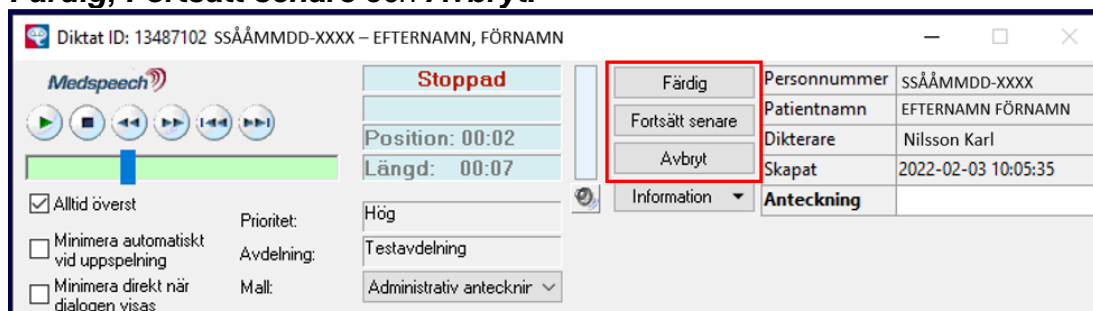 Färdig, Fortsätt senare och Avbryt.
Diktat ID: 13487102 SSÅÅMMDD-XXXX – EFTERNAMN, FÖRNAMN
Medspeech
Stoppad
Position: 00:02
Längd: 00:07
Färdig
Fortsätt senare
Avbryt
Information
Personnummer SSÅÅMMDD-XXXX
Patientnamn EFTERNAMN FÖRNAMN
Dikterare Nilsson Karl
Skapat 2022-02-03 10:05:35
Anteckning
Alltid överst
Minimera automatiskt
vid uppspelning
Minimera direkt när
dialogen visas
Prioritet: Hög
Avdelning: Testavdelning
Mall: Administrativ antecknir